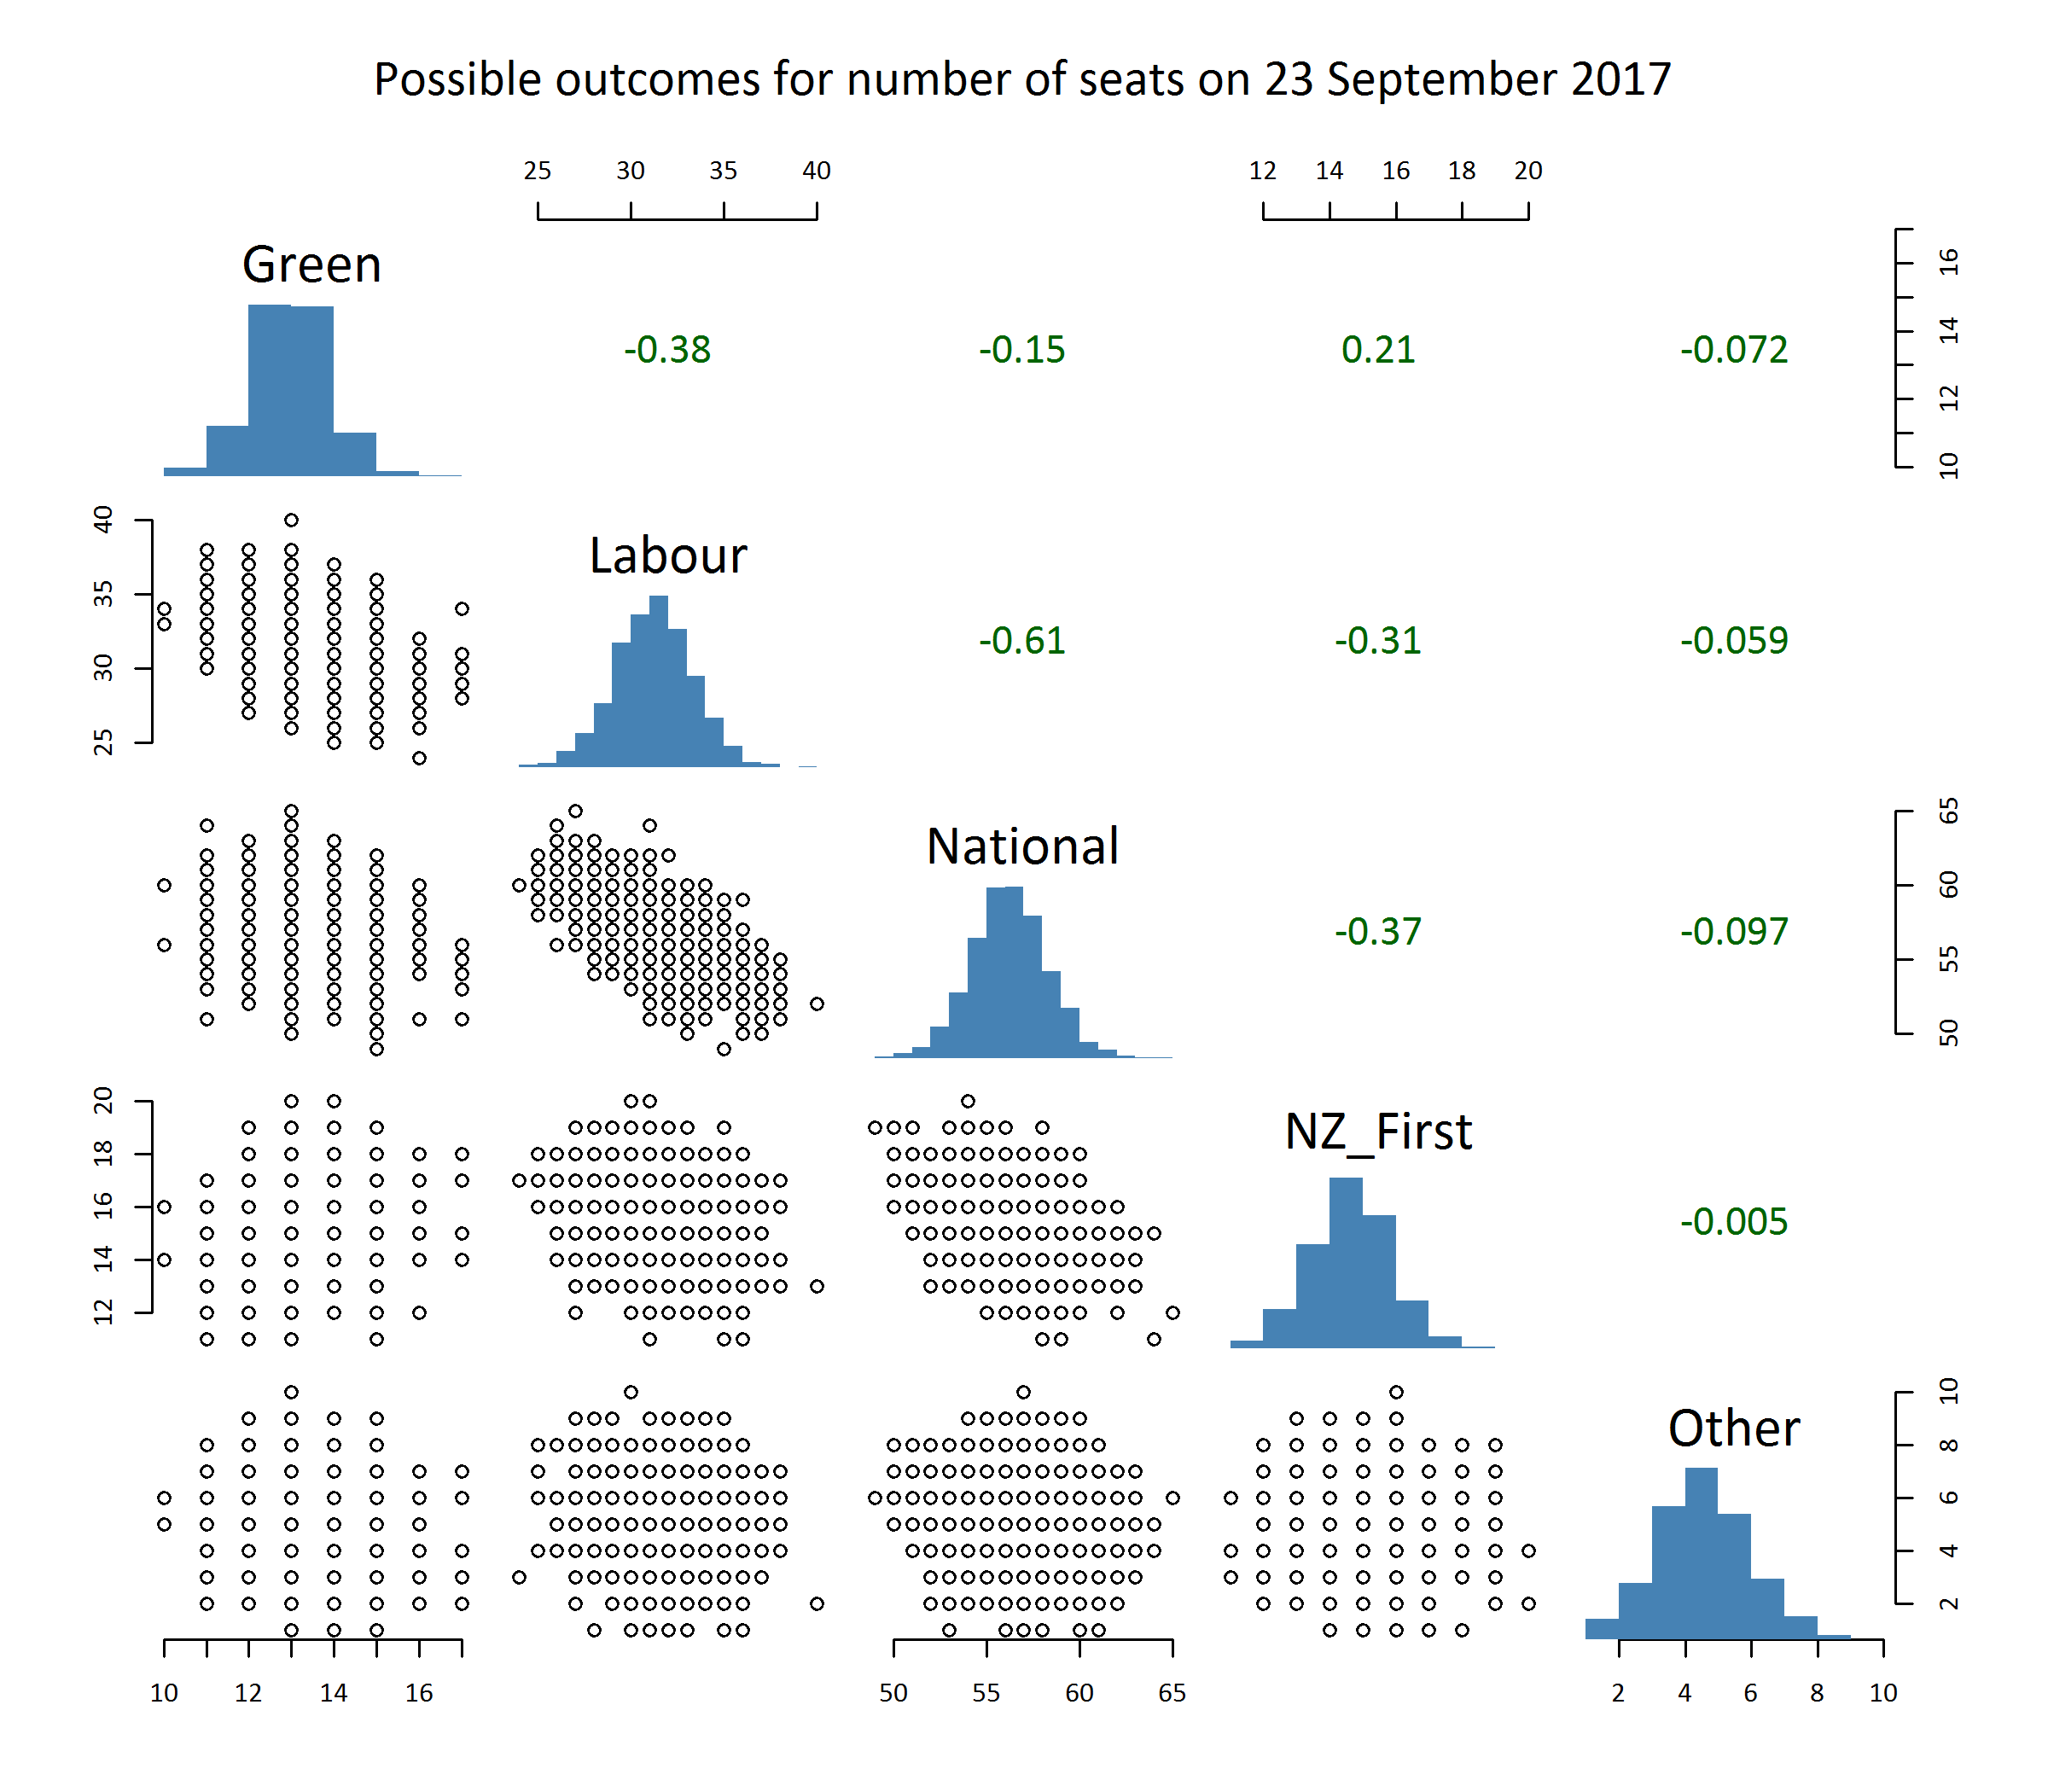 Possible outcomes for number of seats on 23 September 2017
25 30 35 40
12 14 16 18 20
Green
-0.38
-0.15
0.21
-0.072
10 12 14 16
25 30 35 40
Labour
-0.61
-0.31
-0.059
National
-0.37
-0.097
50 55 60 65
12 14 16 18 20
NZ_First
-0.005
Other
2 4 6 8 10
10 12 14 16
50 55 60 65
2 4 6 8 10